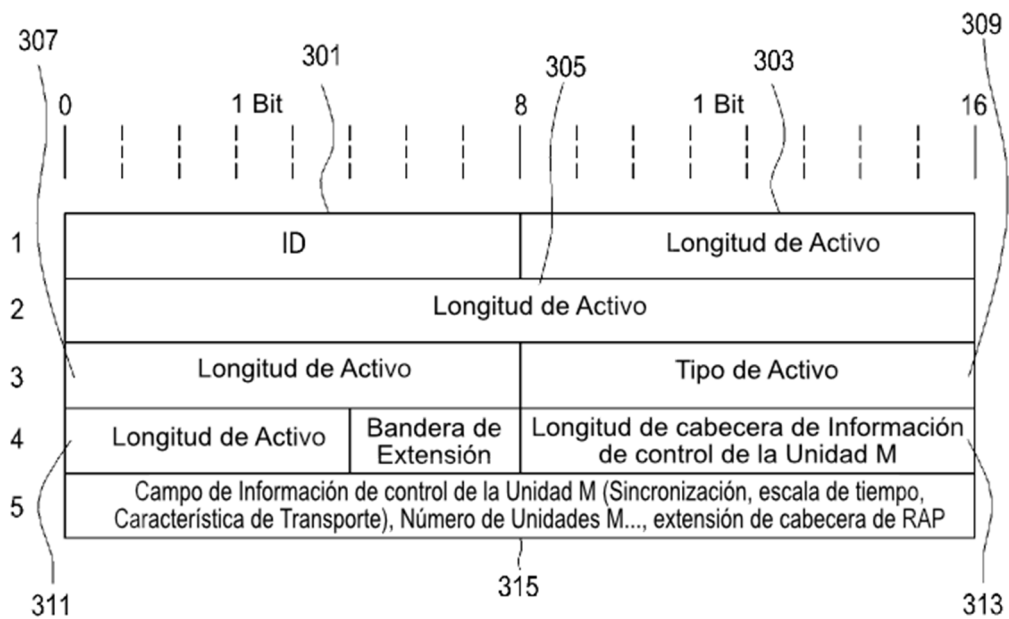 307
309
301
305
303
0
1 Bit
8
1 Bit
16
1
ID
Longitud de Activo
2
Longitud de Activo
3
Longitud de Activo
Tipo de Activo
4
Longitud de Activo
Bandera de
Extensión
Longitud de cabecera de Información
de control de la Unidad M
5
Campo de Información de control de la Unidad M (Sincronización, escala de tiempo,
Característica de Transporte), Número de Unidades M..., extensión de cabecera de RAP
311
315
313